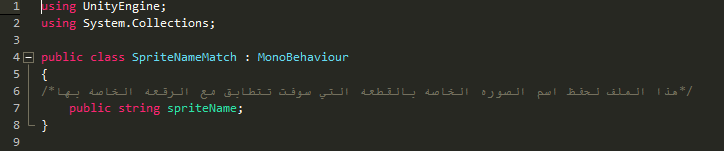 1 using UnityEngine;
2 using System.Collections;
3
4 public class SpriteNameMatch : MonoBehaviour
5 {
6 /*هذا الملف لحفظ اسم الصوره الخاصه بالقطعه التي سوفت تتطابق مع الرقعه الخاصه بها*/
7 public string spriteName;
8 }
9